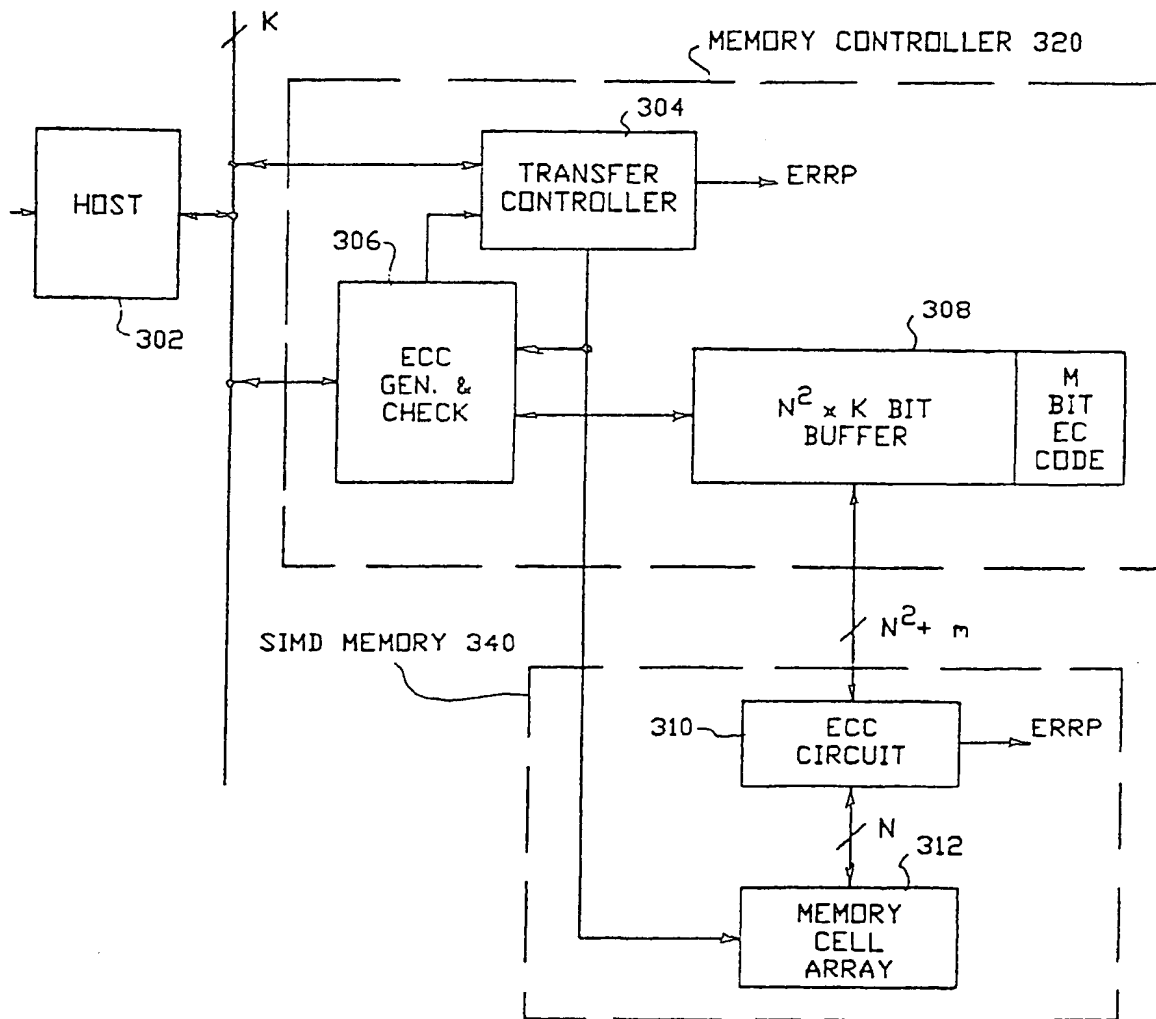 K
MEMORY CONTROLLER 320
304
TRANSFER
CONTROLLER
ERRP
HOST
302
306
ECC
GEN. &
CHECK
308
N² × K BIT
BUFFER
M
BIT
EC
CODE
N² + m
SIMD MEMORY 340
310
ECC
CIRCUIT
ERRP
N
312
MEMORY
CELL
ARRAY